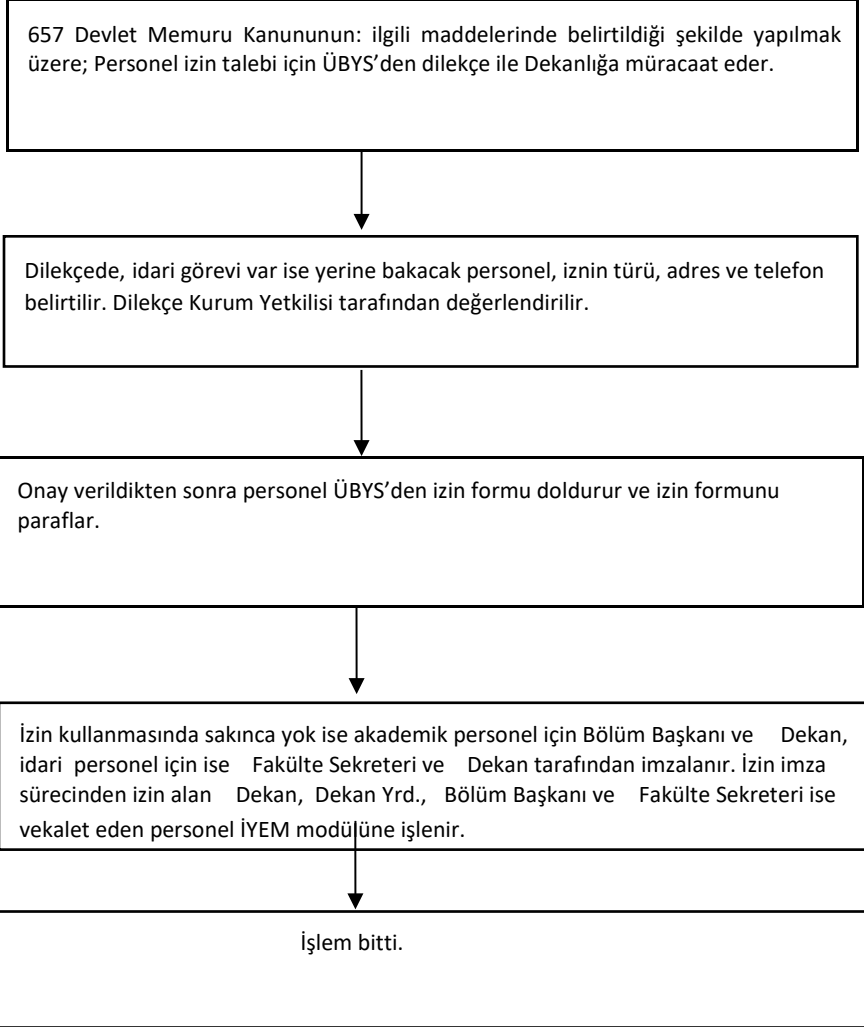 657 Devlet Memuru Kanununun: ilgili maddelerinde belirtildiği şekilde yapılmak
üzere; Personel izin talebi için ÜBYS’den dilekçe ile Dekanlığa müracaat eder.
Dilekçede, idari görevi var ise yerine bakacak personel, iznin türü, adres ve telefon
belirtilir. Dilekçe Kurum Yetkilisi tarafından değerlendirilir.
Onay verildikten sonra personel ÜBYS’den izin formu doldurur ve izin formunu
paraflar.
İzin kullanmasında sakınca yok ise akademik personel için Bölüm Başkanı ve Dekan,
idari personel için ise Fakülte Sekreteri ve Dekan tarafından imzalanır. İzin imza
sürecinden izin alan Dekan, Dekan Yrd., Bölüm Başkanı ve Fakülte Sekreteri ise
vekalet eden personel İYEM modülüne işlenir.
İşlem bitti.